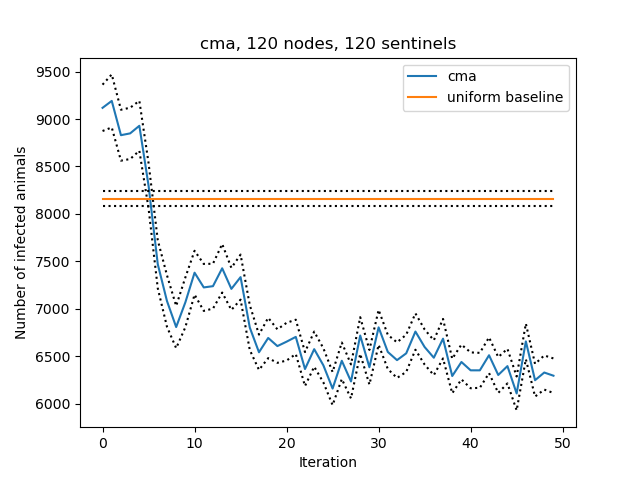 cma, 120 nodes, 120 sentinels
cma
uniform baseline
Number of infected animals
9500
9000
8500
8000
7500
7000
6500
6000
0 10 20 30 40 50
Iteration